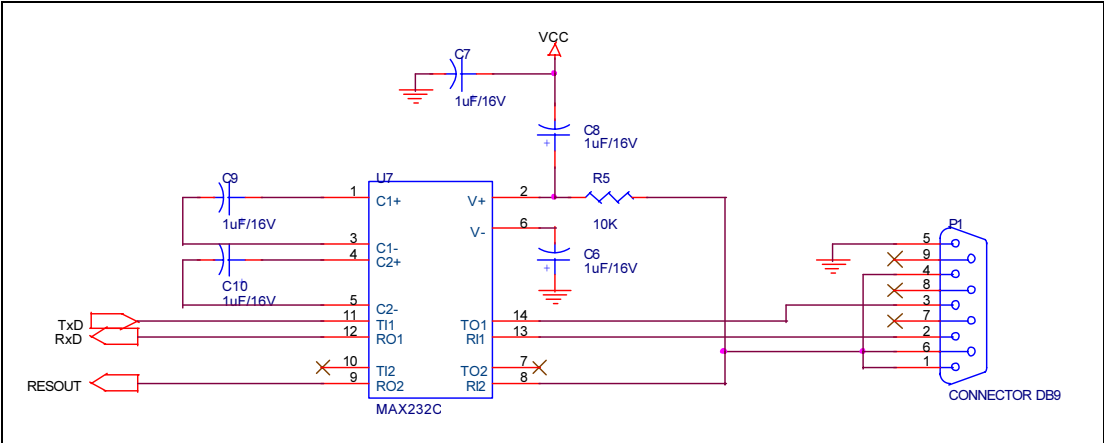 VCC
C7
1uF/16V
C8
1uF/16V
+
C9
1uF/16V
U7
1
C1+
V+
2
R5
10K
6
V-
C6
1uF/16V
+
P1
3
C1-
4
C2+
C10
1uF/16V
5
C2-
TxD
11
TI1
TO1
14
RxD
12
RO1
RI1
13
10
TI2
TO2
7
RESOUT
9
RO2
RI2
8
MAX232C
5
9
4
8
3
7
2
6
1
CONNECTOR DB9